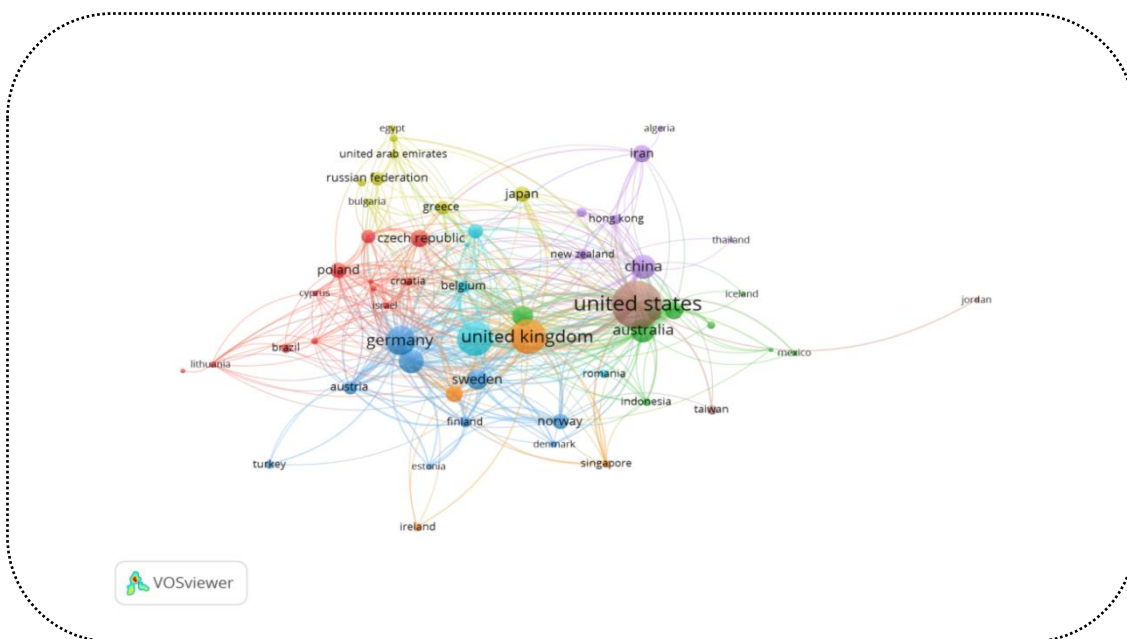 egypt
algeria
united arab emirates
iran
russian federation
japan
bulgaria
greece
hong kong
czech republic
thailand
new zealand
poland
china
croatia
belgium
cyprus
iceland
jordan
israel
united states
australia
germany
united kingdom
brazil
mexico
lithuania
romania
sweden
austria
indonesia
taiwan
finland
norway
denmark
turkey
estonia
singapore
ireland
VOSviewer